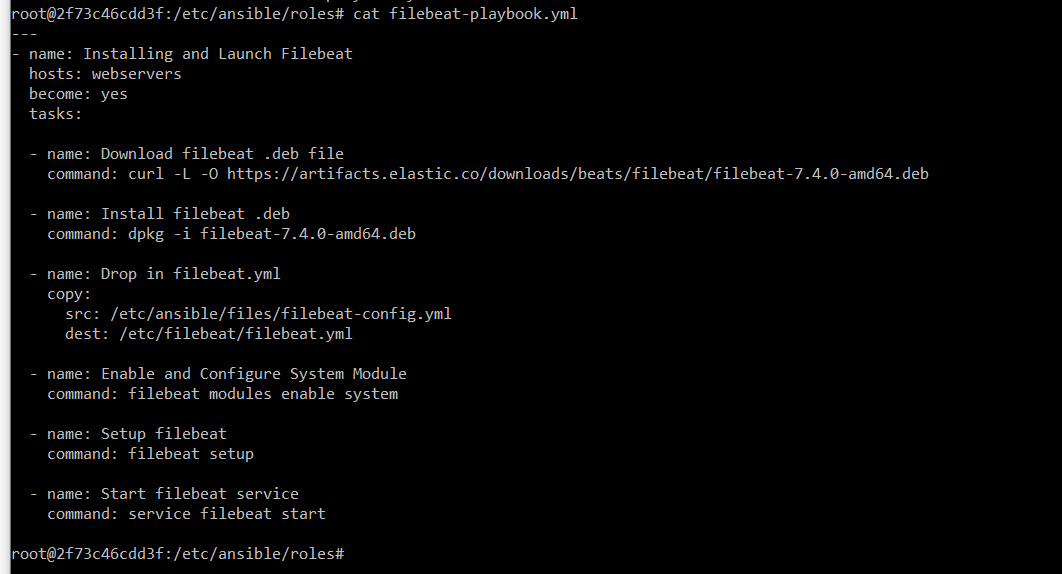 root@2f73c46cdd3f:/etc/ansible/roles# cat filebeat-playbook.yml
---
- name: Installing and Launch Filebeat
  hosts: webservers
  become: yes
  tasks:

  - name: Download filebeat .deb file
    command: curl -L -O https://artifacts.elastic.co/downloads/beats/filebeat/filebeat-7.4.0-amd64.deb

  - name: Install filebeat .deb
    command: dpkg -i filebeat-7.4.0-amd64.deb

  - name: Drop in filebeat.yml
    copy:
      src: /etc/ansible/files/filebeat-config.yml
      dest: /etc/filebeat/filebeat.yml

  - name: Enable and Configure System Module
    command: filebeat modules enable system

  - name: Setup filebeat
    command: filebeat setup

  - name: Start filebeat service
    command: service filebeat start

root@2f73c46cdd3f:/etc/ansible/roles#